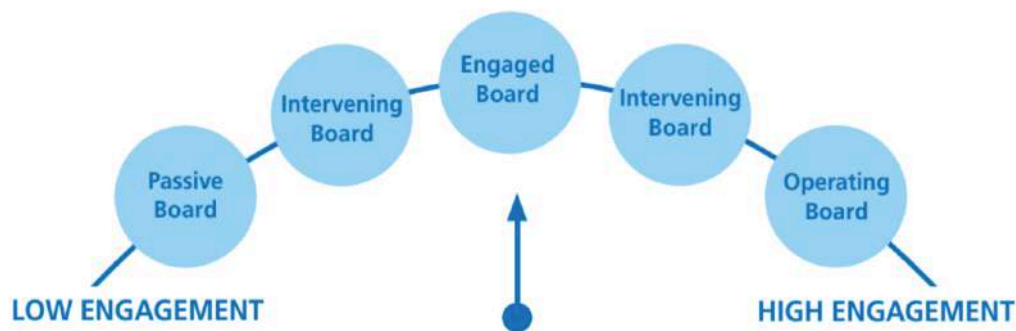 Passive
Board
Intervening
Board
Engaged
Board
Intervening
Board
Operating
Board
LOW ENGAGEMENT
HIGH ENGAGEMENT